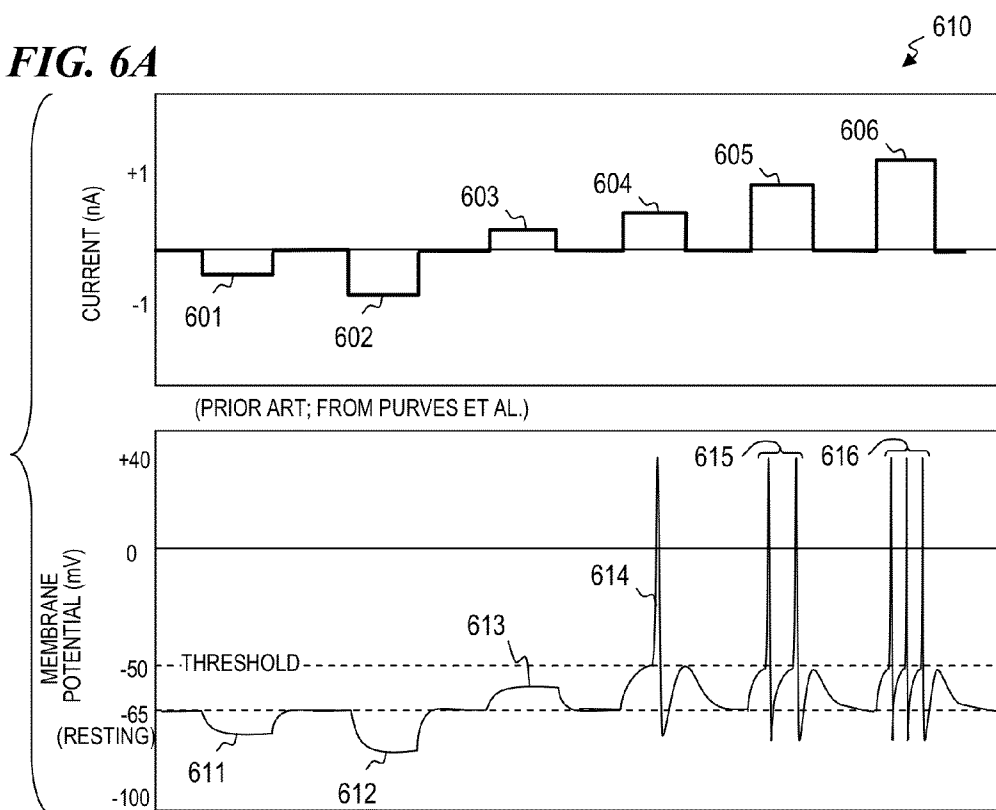 610
FIG. 6A
CURRENT (nA)
+1
-1
601
602
603
604
605
606
(PRIOR ART; FROM PURVES ET AL.)
MEMBRANE
POTENTIAL (mV)
+40
0
-50
-65
(RESTING)
-100
THRESHOLD
611
612
613
614
615
616